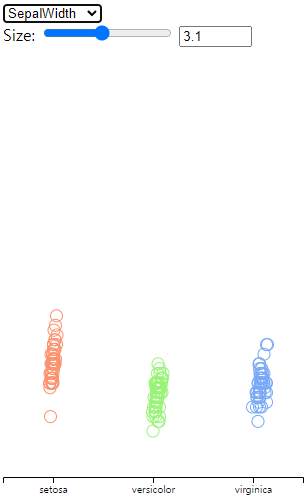 SepalWidth
Size: 3.1
setosa versicolor virginica